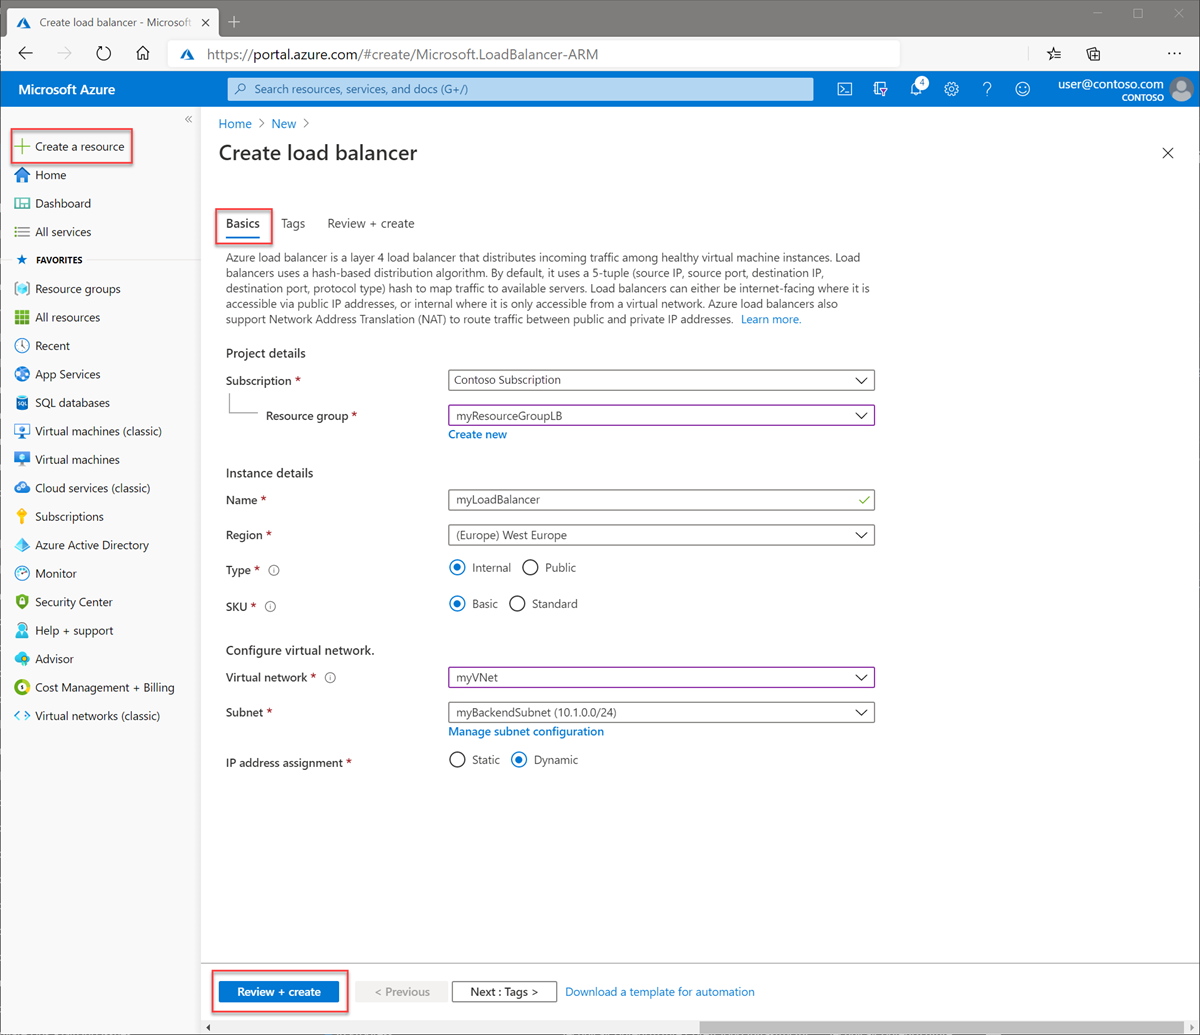 Create load balancer - Microsoft
https://portal.azure.com/#create/Microsoft.LoadBalancer-ARM
Microsoft Azure
Search resources, services, and docs (G+/)
4
user@contoso.com
CONTOSO
Create a resource
Home
Dashboard
All services
FAVORITES
Resource groups
All resources
Recent
App Services
SQL databases
Virtual machines (classic)
Virtual machines
Cloud services (classic)
Subscriptions
Azure Active Directory
Monitor
Security Center
Help + support
Advisor
Cost Management + Billing
Virtual networks (classic)
Home > New >
Create load balancer
Basics Tags Review + create
Azure load balancer is a layer 4 load balancer that distributes incoming traffic among healthy virtual machine instances. Load
balancers uses a hash-based distribution algorithm. By default, it uses a 5-tuple (source IP, source port, destination IP,
destination port, protocol type) hash to map traffic to available servers. Load balancers can either be internet-facing where it is
accessible via public IP addresses, or internal where it is only accessible from a virtual network. Azure load balancers also
support Network Address Translation (NAT) to route traffic between public and private IP addresses. Learn more.
Project details
Subscription * Contoso Subscription
Resource group * myResourceGroupLB
Create new
Instance details
Name * myLoadBalancer
Region * (Europe) West Europe
Type * Internal Public
SKU * Basic Standard
Configure virtual network.
Virtual network * myVNet
Subnet * myBackendSubnet (10.1.0.0/24)
Manage subnet configuration
IP address assignment * Static Dynamic
Review + create < Previous Next : Tags > Download a template for automation